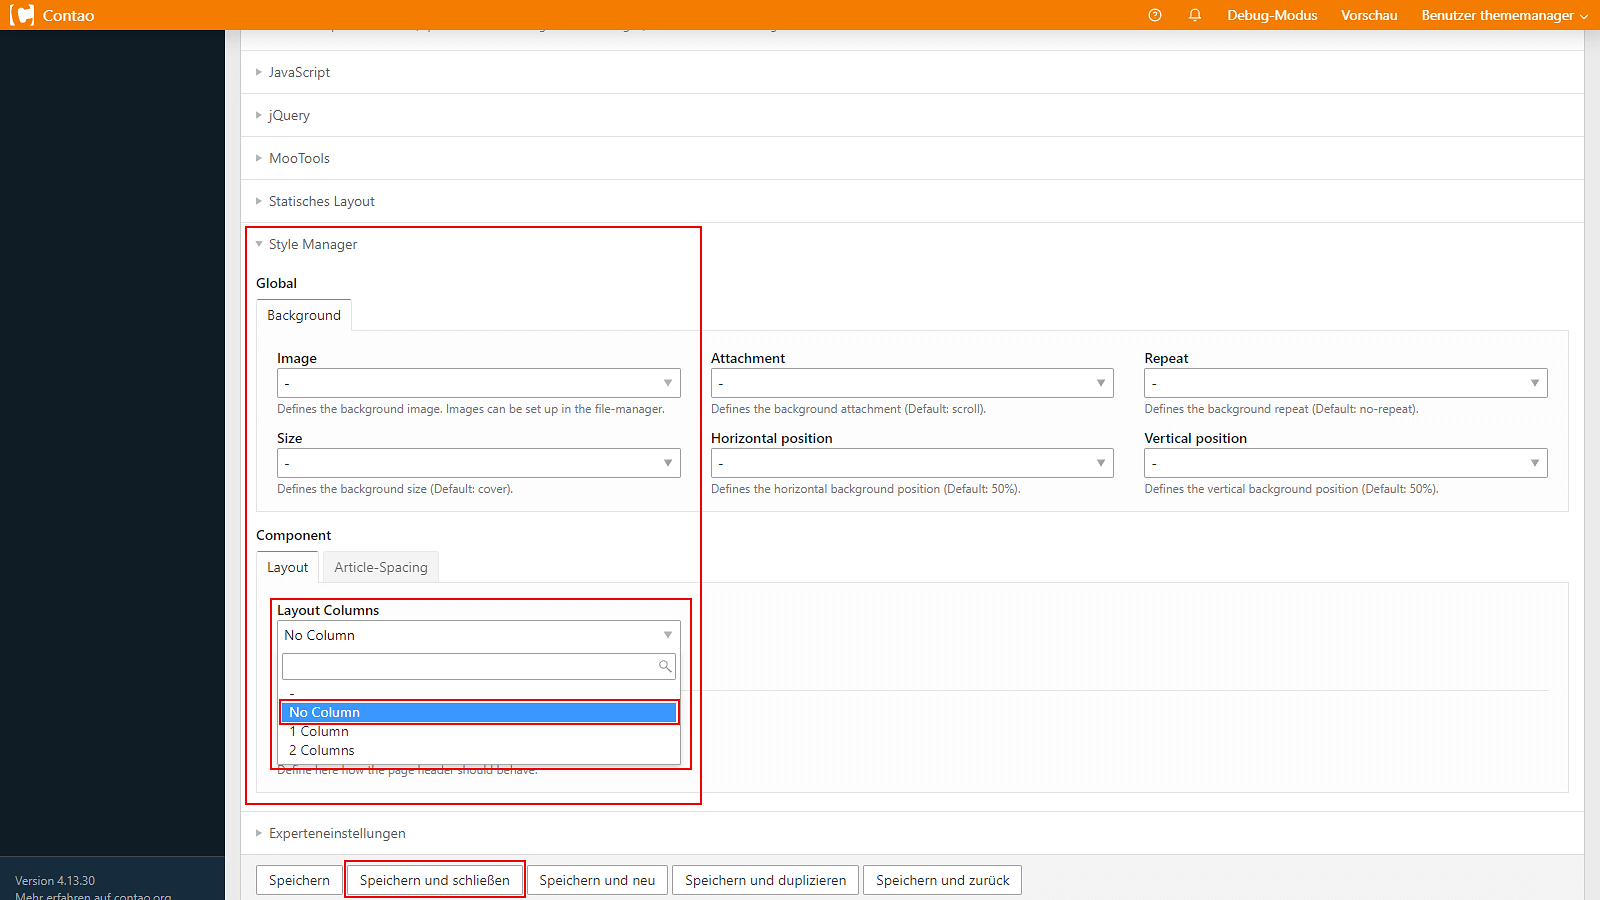 Contao
Debug-Modus
Vorschau
Benutzer thememanager
JavaScript
jQuery
MooTools
Statisches Layout
Style Manager
Global
Background
Image
Attachment
Repeat
-
-
-
Defines the background image. Images can be set up in the file-manager.
Defines the background attachment (Default: scroll).
Defines the background repeat (Default: no-repeat).
Size
Horizontal position
Vertical position
-
-
-
Defines the background size (Default: cover).
Defines the horizontal background position (Default: 50%).
Defines the vertical background position (Default: 50%).
Component
Layout
Article-Spacing
Layout Columns
No Column
-
No Column
1 Column
2 Columns
Define here how the page header should behave.
Experteneinstellungen
Speichern
Speichern und schließen
Speichern und neu
Speichern und duplizieren
Speichern und zurück
Version 4.13.30
Mehr erfahren auf contao.org